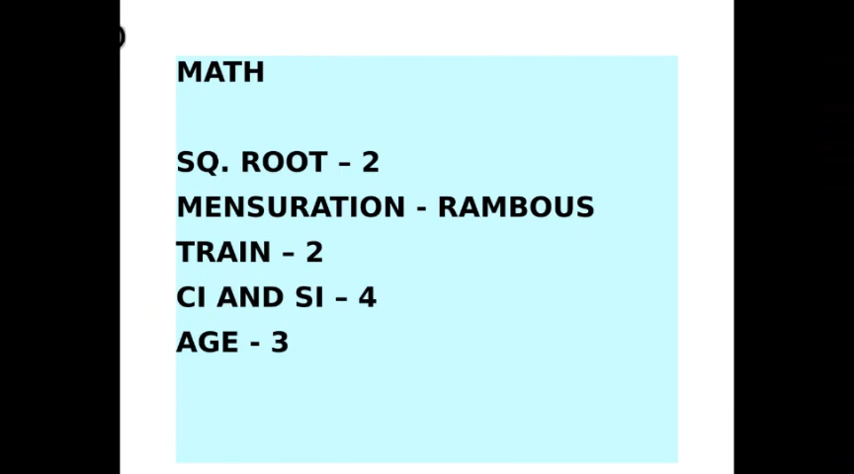 MATH
SQ. ROOT – 2
MENSURATION - RAMBOUS
TRAIN – 2
CI AND SI – 4
AGE - 3